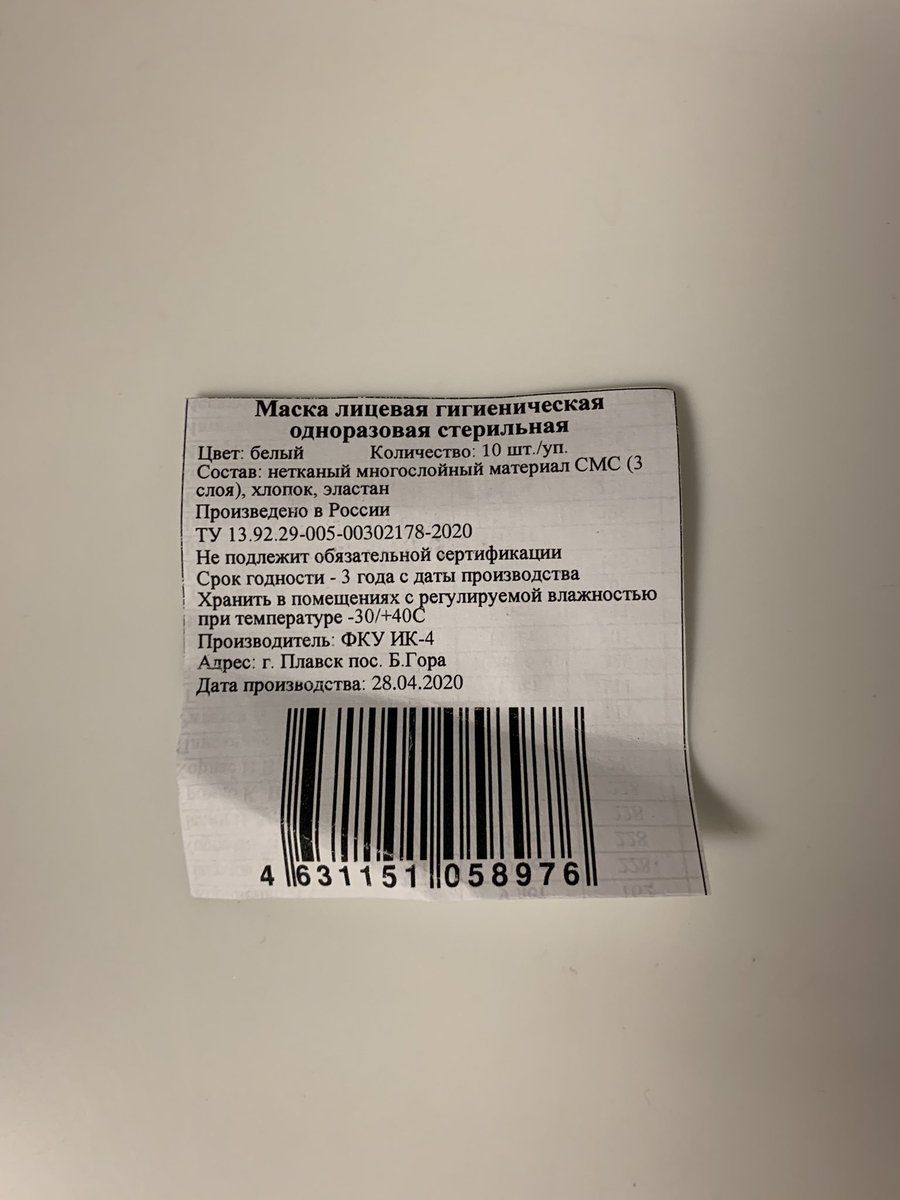 Маска лицевая гигиеническая
одноразовая стерильная
Цвет: белый Количество: 10 шт./уп.
Состав: нетканый многослойный материал СМС (3
слоя), хлопок, эластан
Произведено в России
ТУ 13.92.29-005-00302178-2020
Не подлежит обязательной сертификации
Срок годности - 3 года с даты производства
Хранить в помещениях с регулируемой влажностью
при температуре -30/+40С
Производитель: ФКУ ИК-4
Адрес: г. Плавск пос. Б.Гора
Дата производства: 28.04.2020
4 631151 058976